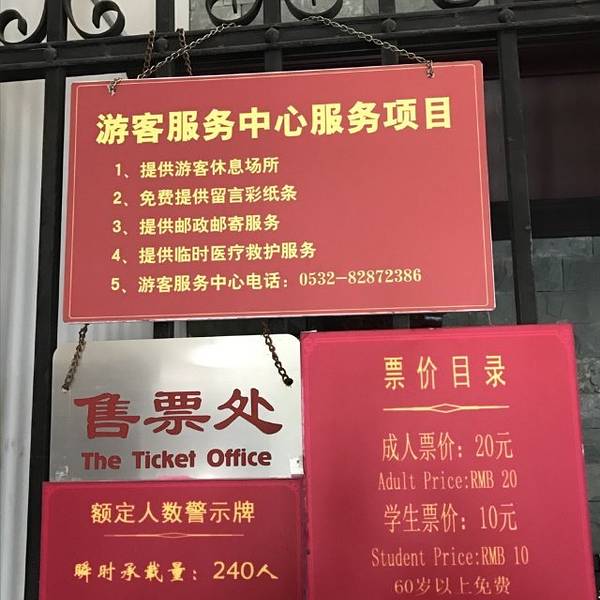 游客服务中心服务项目
1、提供游客休息场所
2、免费提供留言彩纸条
3、提供邮政邮寄服务
4、提供临时医疗救护服务
5、游客服务中心电话：0532-82872386
售票处
The Ticket Office
额定人数警示牌
瞬时承载量：240人
票价目录
成人票价：20元
Adult Price:RMB 20
学生票价：10元
Student Price:RMB 10
60岁以上免费